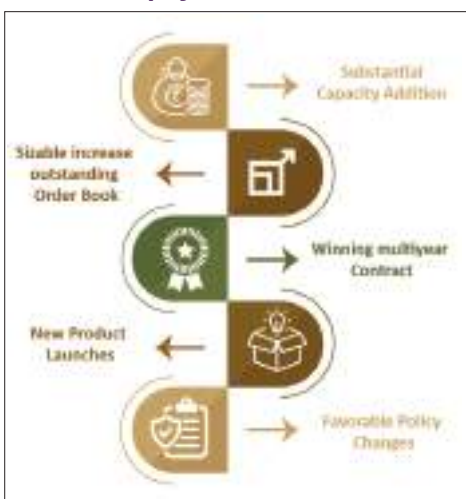 Substantial
Capacity Addition
Sizable increase
outstanding
Order Book
Winning multiyear
Contract
New Product
Launches
Favorable Policy
Changes